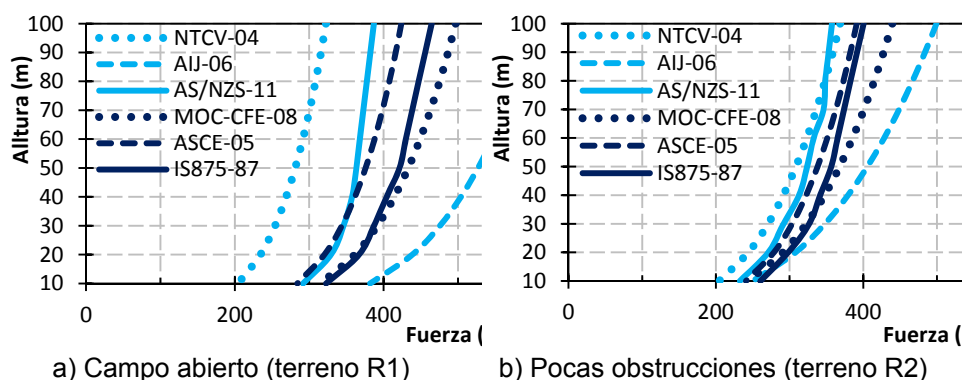 100
90
80
70
60
50
40
30
20
10
Alltura (m)
NTCV-04
AIJ-06
AS/NZS-11
MOC-CFE-08
ASCE-05
IS875-87
0
200
400
Fuerza (
a) Campo abierto (terreno R1)
100
90
80
70
60
50
40
30
20
10
Altura (m)
NTCV-04
AIJ-06
AS/NZS-11
MOC-CFE-08
ASCE-05
IS875-87
0
200
400
Fuerza (
b) Pocas obstrucciones (terreno R2)